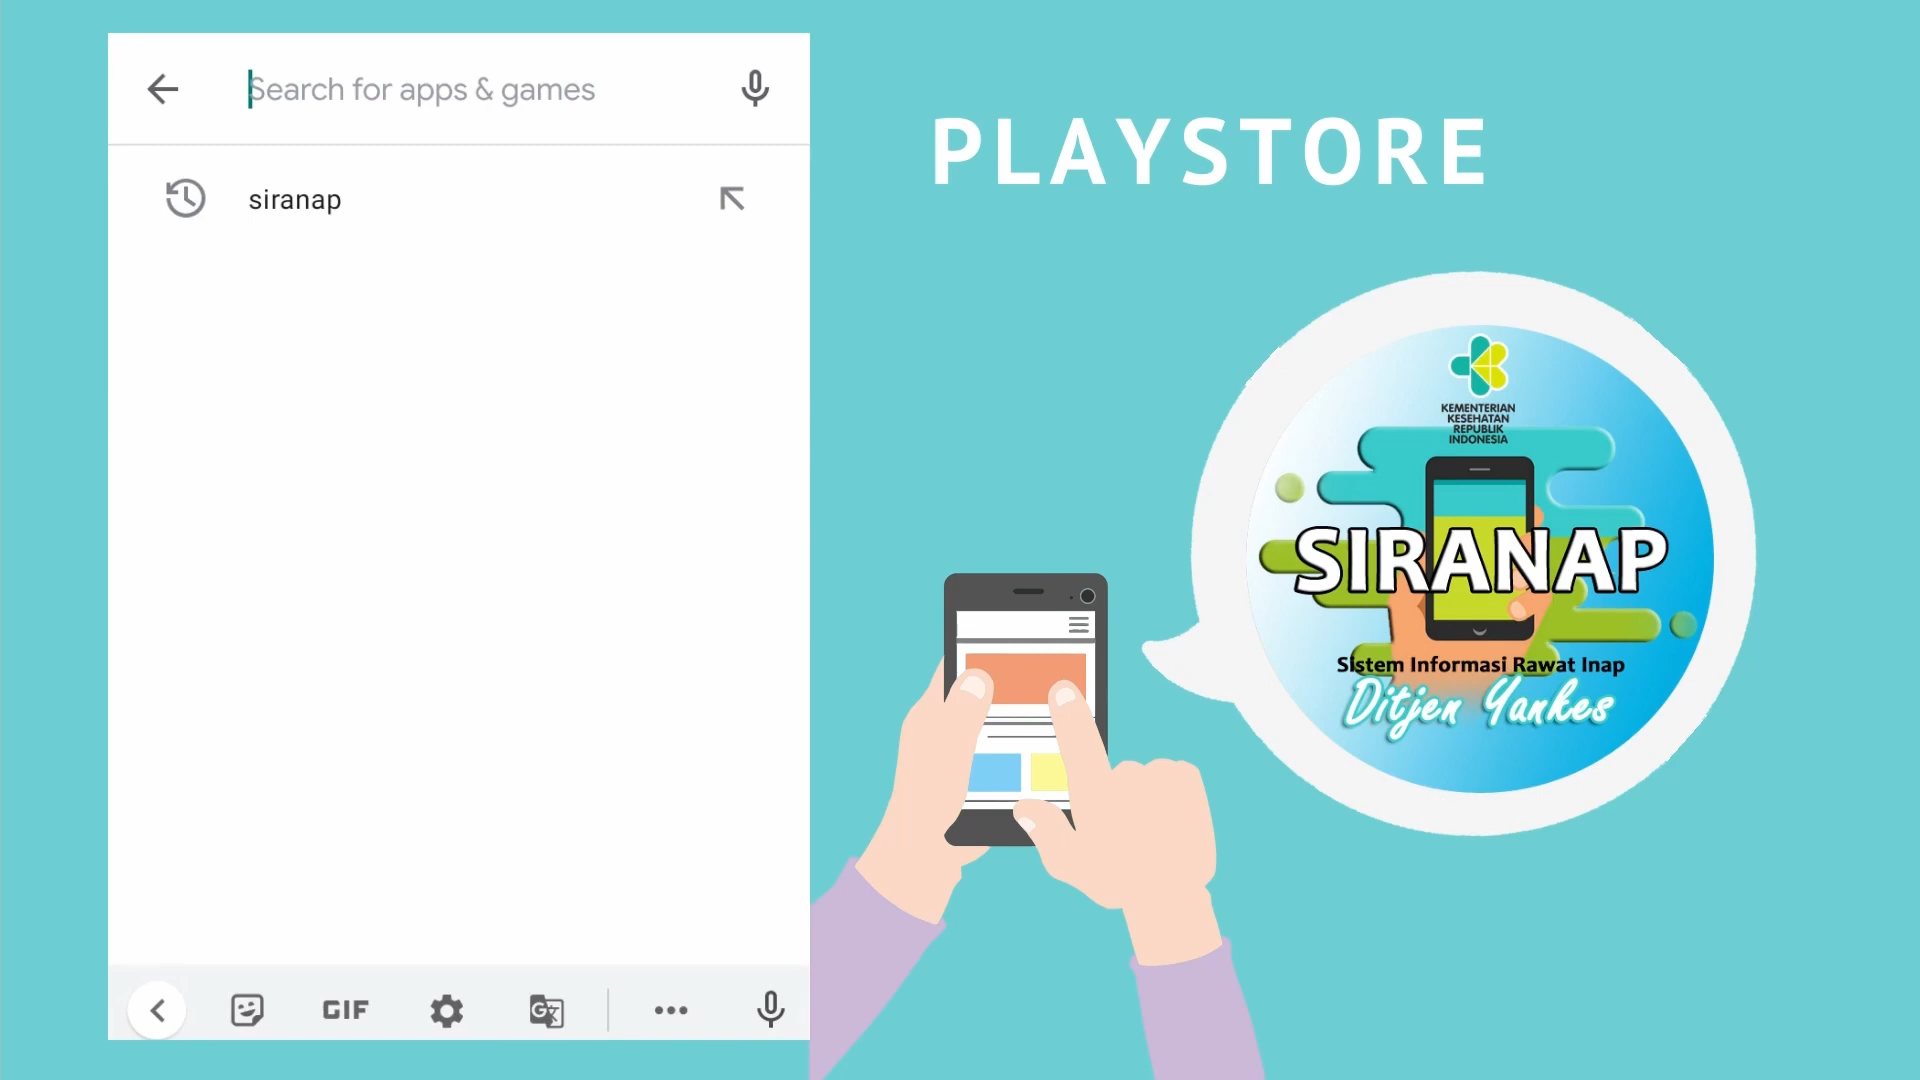 Search for apps & games
siranap
GIF
PLAYSTORE
KEMENTERIAN
KESEHATAN
REPUBLIK
INDONESIA
SIRANAP
Sistem Informasi Rawat Inap
Ditjen Yankes